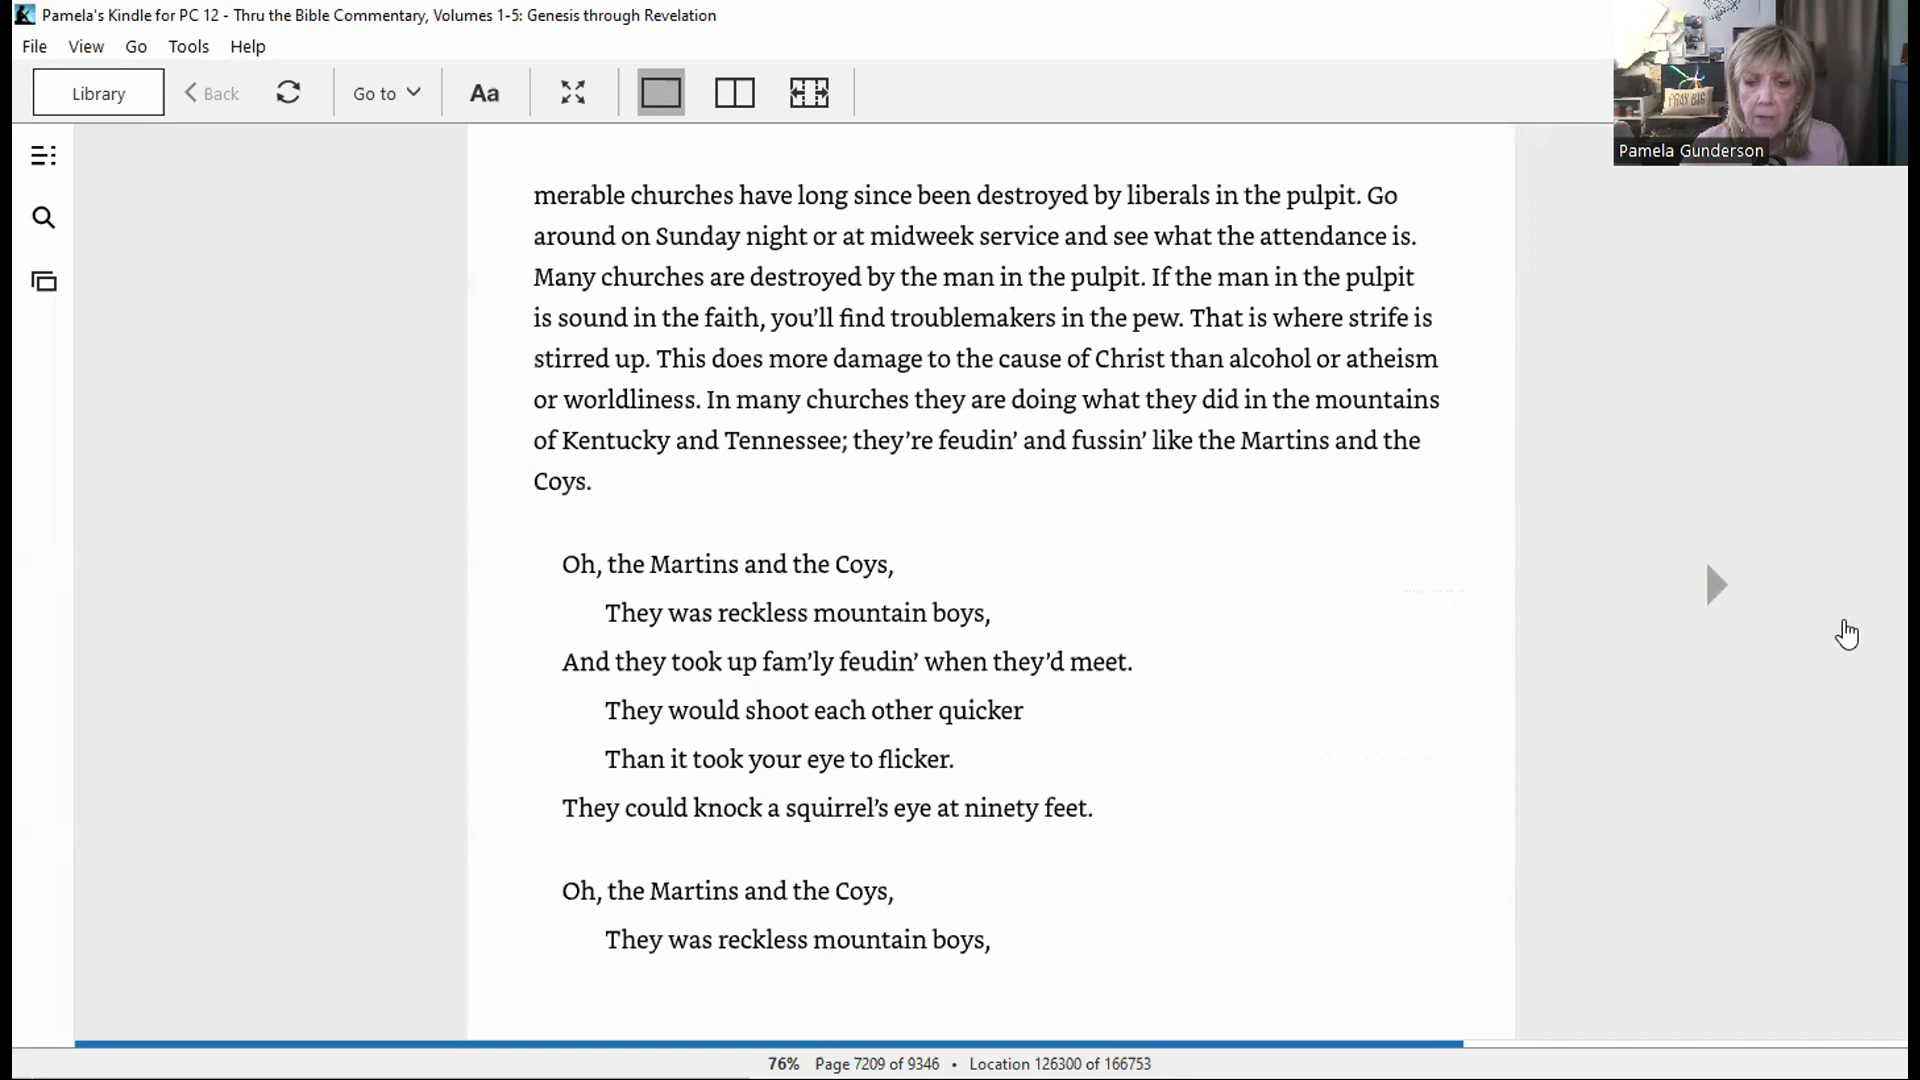 Pamela's Kindle for PC 12 - Thru the Bible Commentary, Volumes 1-5: Genesis through Revelation
File View Go Tools Help
Library Back Go to Aa
PRAY BIG
Pamela Gunderson
merable churches have long since been destroyed by liberals in the pulpit. Go
around on Sunday night or at midweek service and see what the attendance is.
Many churches are destroyed by the man in the pulpit. If the man in the pulpit
is sound in the faith, you’ll find troublemakers in the pew. That is where strife is
stirred up. This does more damage to the cause of Christ than alcohol or atheism
or worldliness. In many churches they are doing what they did in the mountains
of Kentucky and Tennessee; they’re feudin’ and fussin’ like the Martins and the
Coys.
Oh, the Martins and the Coys,
They was reckless mountain boys,
And they took up fam’ly feudin’ when they’d meet.
They would shoot each other quicker
Than it took your eye to flicker.
They could knock a squirrel’s eye at ninety feet.
Oh, the Martins and the Coys,
They was reckless mountain boys,
76% Page 7209 of 9346 • Location 126300 of 166753